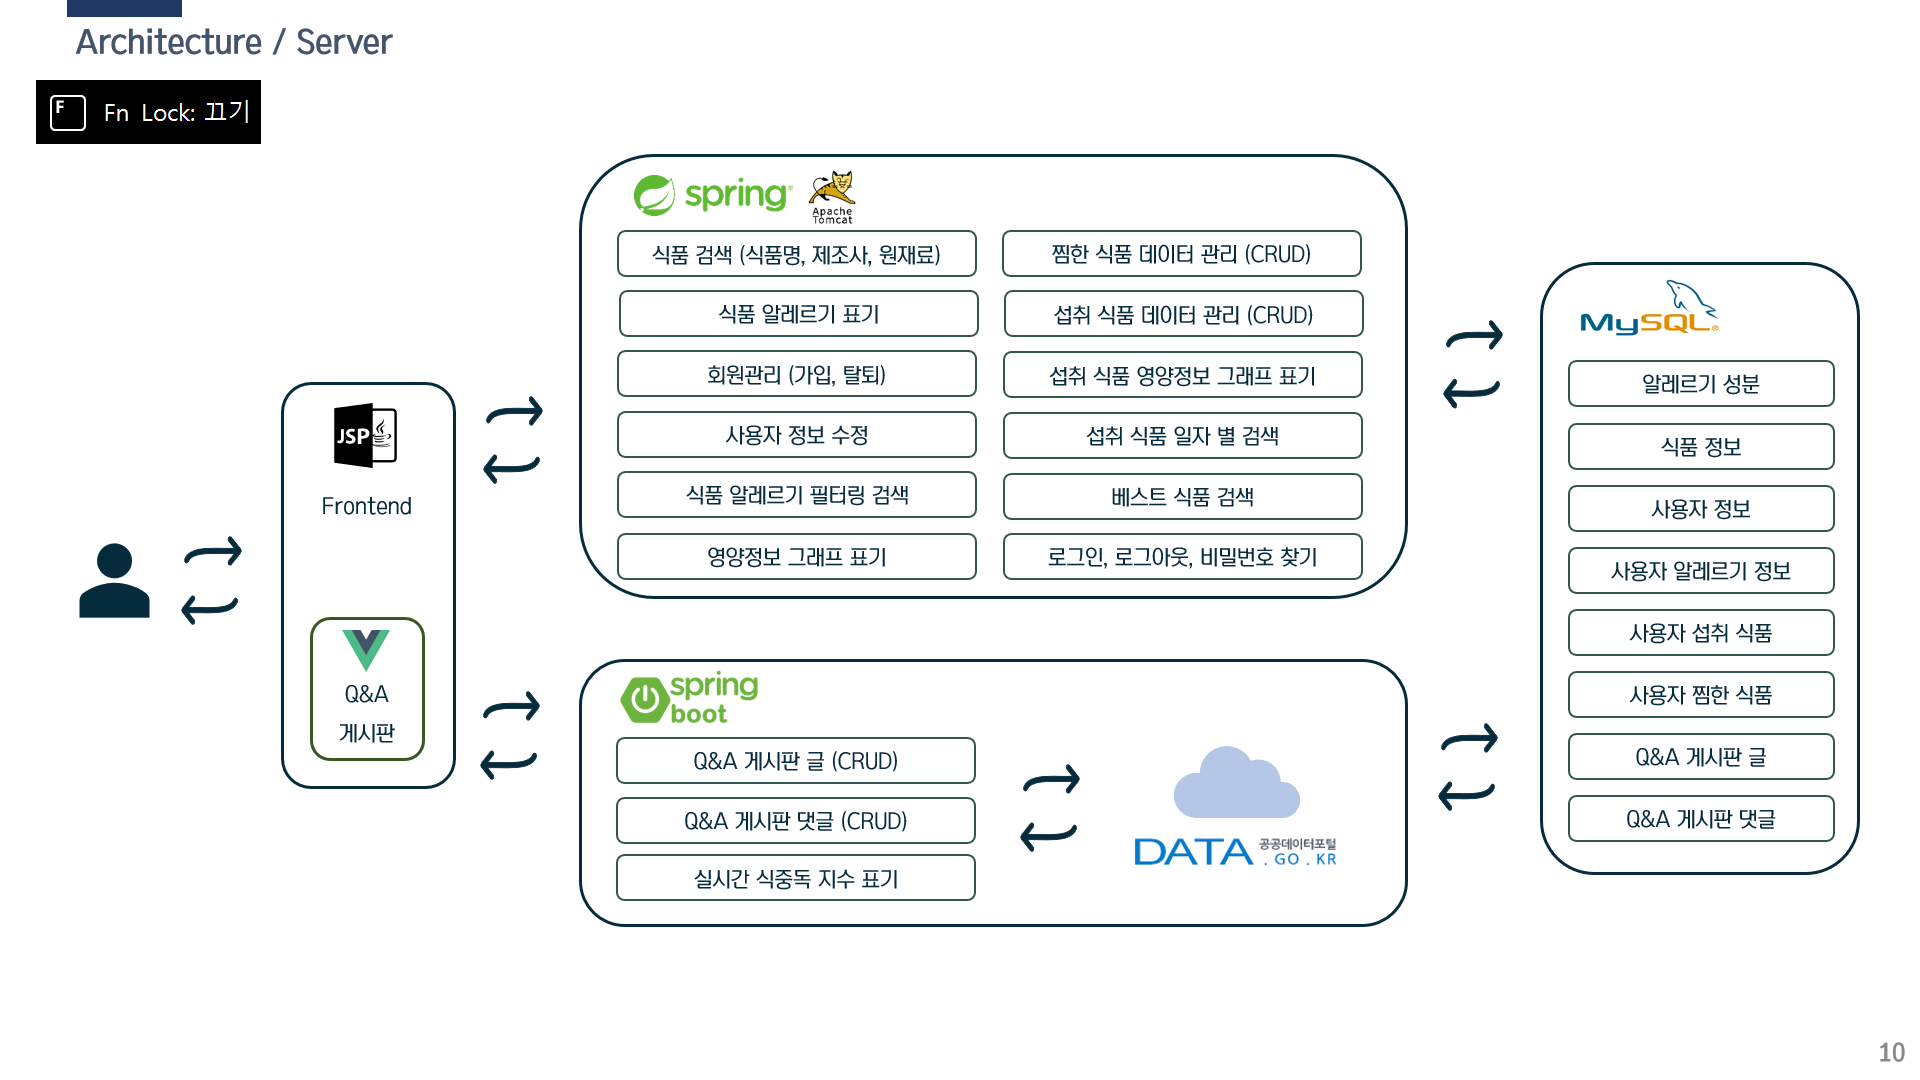 Architecture / Server
F
Fn Lock: 끄기
spring
Apache
Tomcat
식품 검색 (식품명, 제조사, 원재료)
찜한 식품 데이터 관리 (CRUD)
식품 알레르기 표기
섭취 식품 데이터 관리 (CRUD)
회원관리 (가입, 탈퇴)
섭취 식품 영양정보 그래프 표기
사용자 정보 수정
섭취 식품 일자 별 검색
식품 알레르기 필터링 검색
베스트 식품 검색
영양정보 그래프 표기
로그인, 로그아웃, 비밀번호 찾기
JSP
Frontend
Q&A
게시판
spring
boot
Q&A 게시판 글 (CRUD)
Q&A 게시판 댓글 (CRUD)
실시간 식중독 지수 표기
DATA 공공데이터포털
. GO . KR
MySQL®
알레르기 성분
식품 정보
사용자 정보
사용자 알레르기 정보
사용자 섭취 식품
사용자 찜한 식품
Q&A 게시판 글
Q&A 게시판 댓글
10